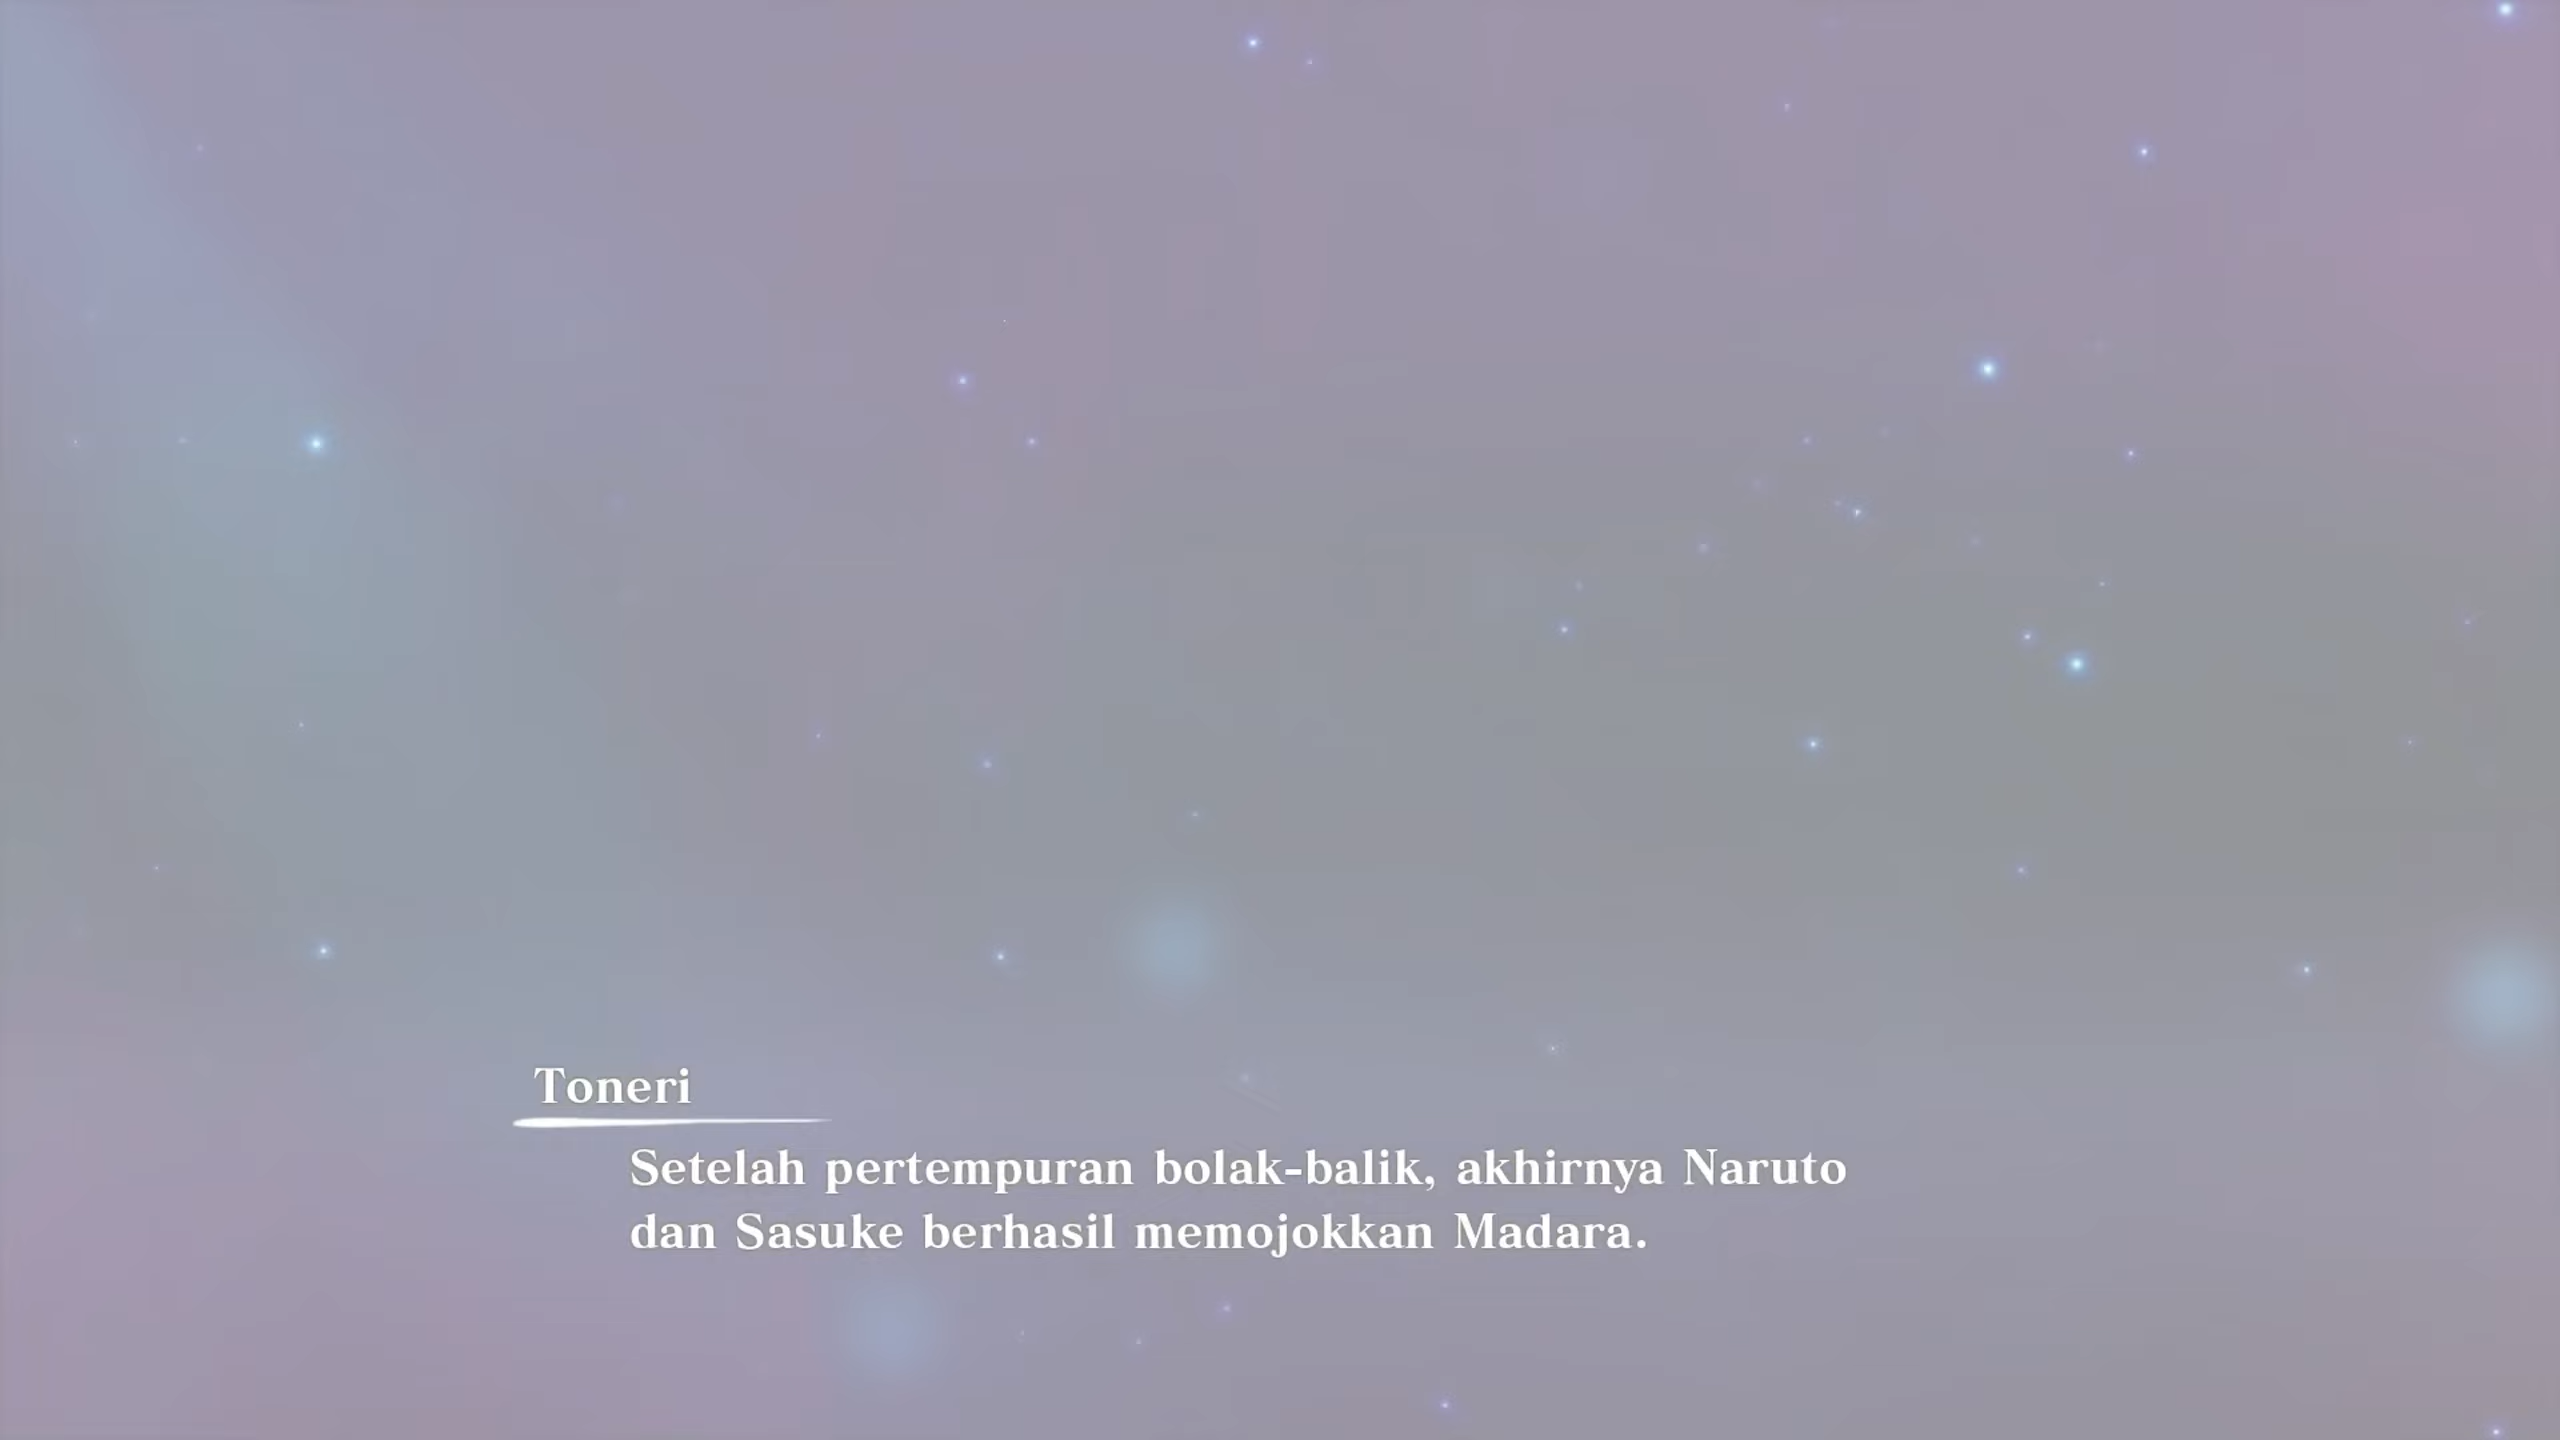 Toneri
Setelah pertempuran bolak-balik, akhirnya Naruto
dan Sasuke berhasil memojokkan Madara.